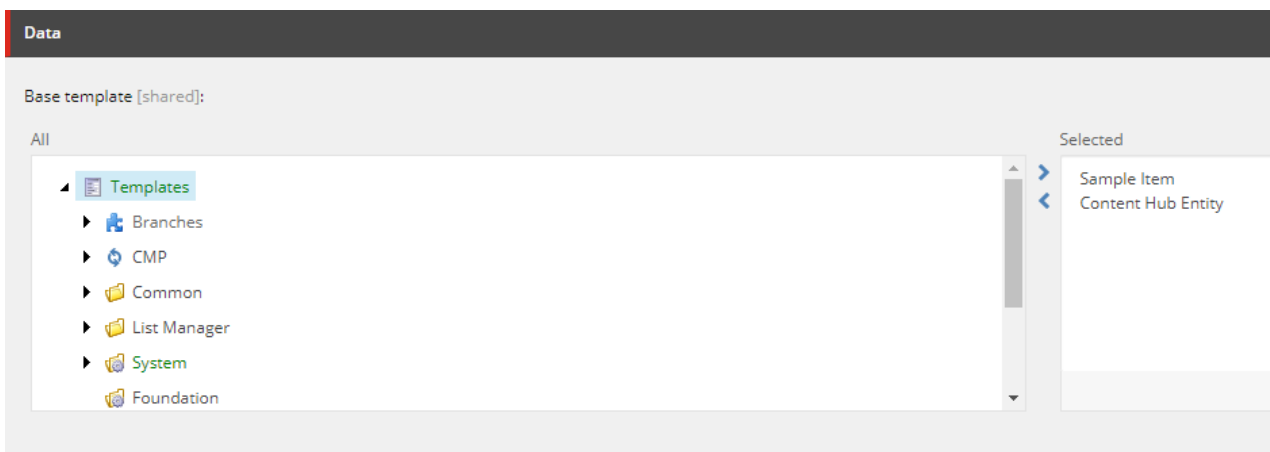 Data
Base template [shared]:
All
Templates
Branches
CMP
Common
List Manager
System
Foundation
Selected
Sample Item
Content Hub Entity